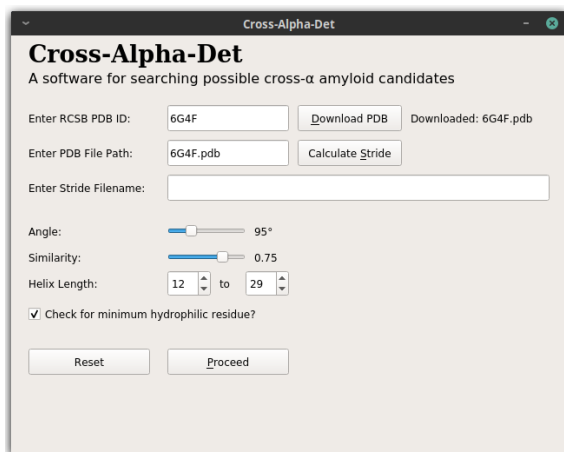 Cross-Alpha-Det
Cross-Alpha-Det
A software for searching possible cross-α amyloid candidates
Enter RCSB PDB ID: 6G4F Download PDB Downloaded: 6G4F.pdb
Enter PDB File Path: 6G4F.pdb Calculate Stride
Enter Stride Filename:
Angle: 95°
Similarity: 0.75
Helix Length: 12 to 29
Check for minimum hydrophilic residue?
Reset Proceed